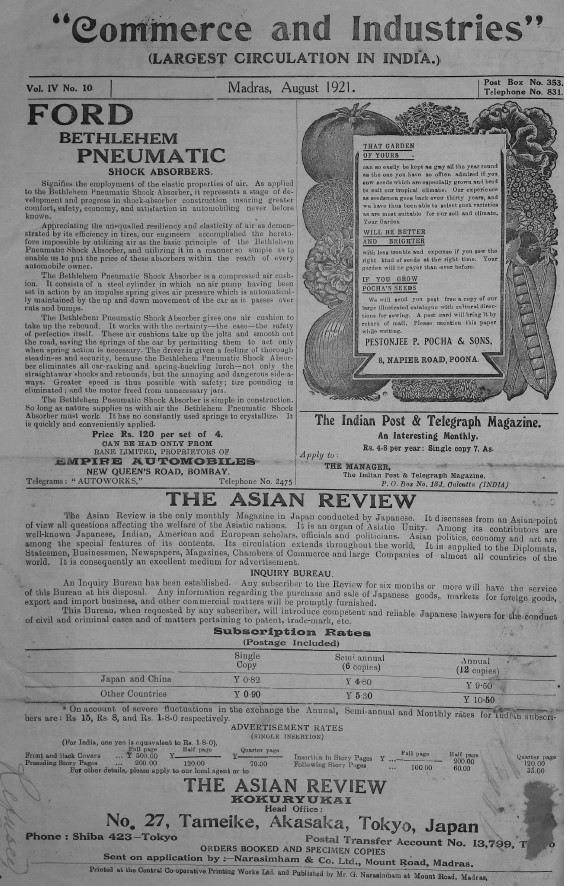 "Commerce and Industries"
(LARGEST CIRCULATION IN INDIA.)
Vol. IV No. 10
Madras, August 1921.
Post Box No. 353.
Telephone No. 831.
FORD
BETHLEHEM
PNEUMATIC
SHOCK ABSORBERS.
Signifies the employment of the elastic properties of air. As applied
to the Bethlehem Pneumatic Shock Absorber, it represents a stage of de-
velopment and progress in shock-absorber construction insuring greater
comfort, safety, economy, and satisfaction in automobiling never before
known.
Appreciating the unequalled resiliency and elasticity of air as demon-
strated by its efficiency in tires, our engineers accomplished the hereto-
fore impossible by utilizing air as the basic principle of the Bethlehem
Pneumatic Shock Absorber, and utilizing it in a manner so simple as to
enable us to put the price of these absorbers within the reach of every
automobile owner.
The Bethlehem Pneumatic Shock Absorber is a compressed air cush-
ion. It consists of a steel cylinder in which an air pump having been
set in action by an impulse spring gives air pressure which is automatical-
ly maintained by the up and down movement of the car as it passes over
ruts and bumps.
The Bethlehem Pneumatic Shock Absorber gives one air cushion to
take up the rebound. It works with the certainty—the ease—the safety
of perfection itself. These air cushions take up the jolts and smooth out
the road, saving the springs of the car by permitting them to act only
when spring action is necessary. The driver is given a feeling of thorough
steadiness and security, because the Bethlehem Pneumatic Shock Absor-
ber eliminates all car-racking and spring-buckling lurch—not only the
straightaway shocks and rebounds, but the annoying and dangerous side-a-
ways. Greater speed is thus possible with safety; tire pounding is
eliminated; and the motor freed from unnecessary jars.
The Bethlehem Pneumatic Shock Absorber is simple in construction.
So long as nature supplies us with air the Bethlehem Pneumatic Shock
Absorber must work. It has no constantly used springs to crystallize. It
is quickly and conveniently applied.
Price Rs. 120 per set of 4.
CAN BE HAD ONLY FROM
RANE LIMITED, PROPRIETORS OF
EMPIRE AUTOMOBILES
NEW QUEEN'S ROAD, BOMBAY.
Telegrams: "AUTOWORKS," Telephone No. 2475
THAT GARDEN
OF YOURS
can so easily be kept as gay all the year round
as the one you have so often admired if you
sow seeds which are especially grown and bred
to suit our tropical climate. Our experience
as seedsmen goes back over thirty years, and
we have thus been able to select such varieties
as are most suitable for our soil and climate.
Your Garden
WILL BE BETTER
AND BRIGHTER
with less trouble and expense if you sow the
right kind of seeds at the right time. Your
garden will be gayer than ever before.
IF YOU GROW
POCHA'S SEEDS
We will send you post free a copy of our
large illustrated catalogue with cultural direc-
tions for sowing. A post card will bring it by
return of mail. Please mention this paper
while writing.
PESTONJEE P. POCHA & SONS,
8, NAPIER ROAD, POONA.
The Indian Post & Telegraph Magazine.
An Interesting Monthly.
Rs. 4-8 per year: Single copy 7. As.
Apply to:
THE MANAGER,
The Indian Post & Telegraph Magazine.
P. O. Box No. 182, Calcutta (INDIA)
THE ASIAN REVIEW
The Asian Review is the only monthly Magazine in Japan conducted by Japanese. It discusses from an Asian point
of view all questions affecting the welfare of the Asiatic nations. It is an organ of Asiatic Unity. Among its contributors are
well-known Japanese, Indian, American and European scholars, officials and politicians. Asian politics, economy and art are
among the special features of its contents. Its circulation extends throughout the world. It is supplied to the Diplomats,
Statesmen, Businessmen, Newspapers, Magazines, Chambers of Commerce and large Companies of almost all countries of the
world. It is consequently an excellent medium for advertisement.
INQUIRY BUREAU.
An Inquiry Bureau has been established. Any subscriber to the Review for six months or more will have the service
of this Bureau at his disposal. Any information regarding the purchase and sale of Japanese goods, markets for foreign goods,
export and import business, and other commercial matters will be promptly furnished.
This Bureau, when requested by any subscriber, will introduce competent and reliable Japanese lawyers for the conduct
of civil and criminal cases and of matters pertaining to patent, trade-mark, etc.
Subscription Rates
(Postage Included)
Single Copy Semi annual (6 copies) Annual (12 copies)
Japan and China Y 0·82 Y 4·80 Y 9·50
Other Countries Y 0·90 Y 5·30 Y 10·50
* On account of severe fluctuations in the exchange the Annual, Semi-annual and Monthly rates for Indian subscri-
bers are: Rs 15, Rs. 8, and Rs. 1-8-0 respectively.
ADVERTISEMENT RATES
(SINGLE INSERTION)
(For India, one yen is equivalent to Rs. 1-8-0).
Full page Half page Quarter page Full page Half page Quarter page
Front and Back Covers ... Y 500.00 Insertion in Story Pages Y ... 200.00 120.00
Preceding Story Pages ... 200.00 120.00 70.00 Following Story Pages ... 100.00 60.00 35.00
For other details, please apply to our local agent or to
THE ASIAN REVIEW
KOKURYUKAI
Head Office:
No. 27, Tameike, Akasaka, Tokyo, Japan
Phone: Shiba 423—Tokyo Postal Transfer Account No. 13,799,
ORDERS BOOKED AND SPECIMEN COPIES
Sent on application by:—Narasimham & Co. Ltd., Mount Road, Madras.
Printed at the Central Co-operative Printing Works Ltd. and Published by Mr. G. Narasimham at Mount Road, Madras,